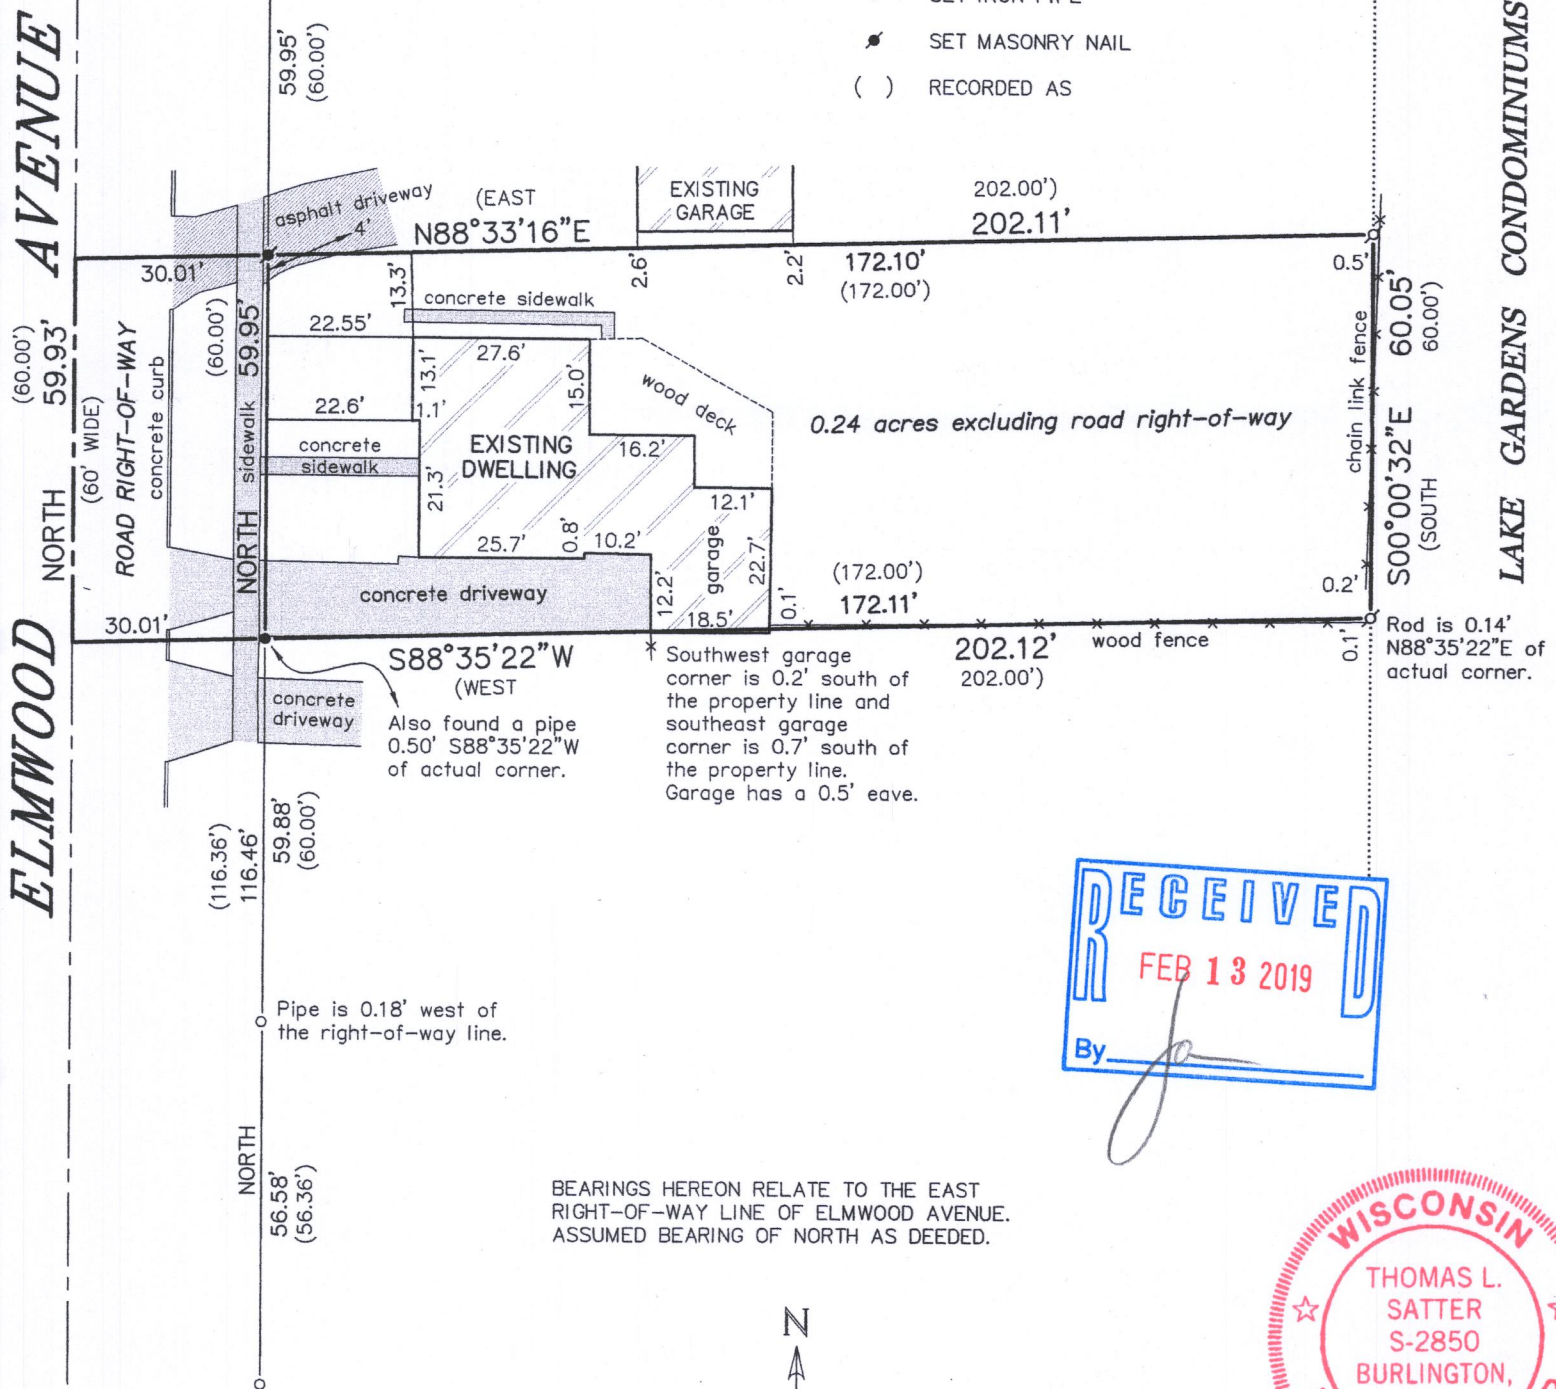 SET MASONRY NAIL
( ) RECORDED AS
ELMWOOD AVENUE
LAKE GARDENS CONDOMINIUMS
59.95'
(60.00')
asphalt driveway
4'
(EAST
N88°33'16"E
EXISTING
GARAGE
202.00')
202.11'
30.01'
13.3'
2.6'
2.2'
172.10'
(172.00')
0.5'
concrete sidewalk
22.55'
(60.00')
59.93'
NORTH
(60' WIDE)
ROAD RIGHT-OF-WAY
concrete curb
(60.00')
NORTH sidewalk 59.95'
27.6'
13.1'
15.0'
wood deck
22.6'
1.1'
concrete
sidewalk
EXISTING
DWELLING
16.2'
0.24 acres excluding road right-of-way
chain link fence
S00°00'32"E 60.05'
(SOUTH 60.00')
21.3'
12.1'
25.7'
0.8'
10.2'
garage
22.7'
12.2'
18.5'
0.1'
(172.00')
172.11'
0.2'
concrete driveway
30.01'
S88°35'22"W
(WEST
202.12'
202.00')
wood fence
0.1'
Rod is 0.14'
N88°35'22"E of
actual corner.
concrete
driveway
Also found a pipe
0.50' S88°35'22"W
of actual corner.
Southwest garage
corner is 0.2' south of
the property line and
southeast garage
corner is 0.7' south of
the property line.
Garage has a 0.5' eave.
(116.36')
116.46'
59.88'
(60.00')
RECEIVED
FEB 13 2019
By
Pipe is 0.18' west of
the right-of-way line.
NORTH
56.58'
(56.36')
BEARINGS HEREON RELATE TO THE EAST
RIGHT-OF-WAY LINE OF ELMWOOD AVENUE.
ASSUMED BEARING OF NORTH AS DEEDED.
N
WISCONSIN
THOMAS L.
SATTER
S-2850
BURLINGTON,